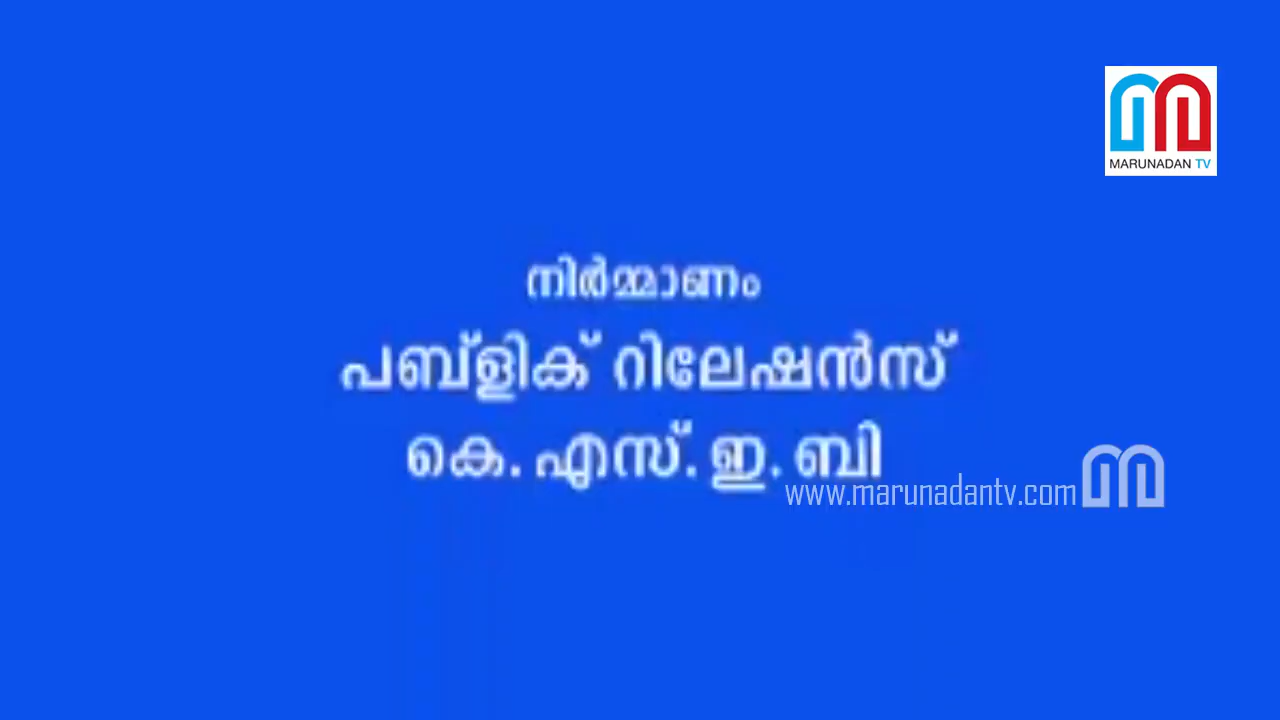 MARUNADAN TV
നിർമ്മാണം
പബ്ളിക് റിലേഷൻസ്
കെ. എസ്. ഇ. ബി
www.marunadantv.com